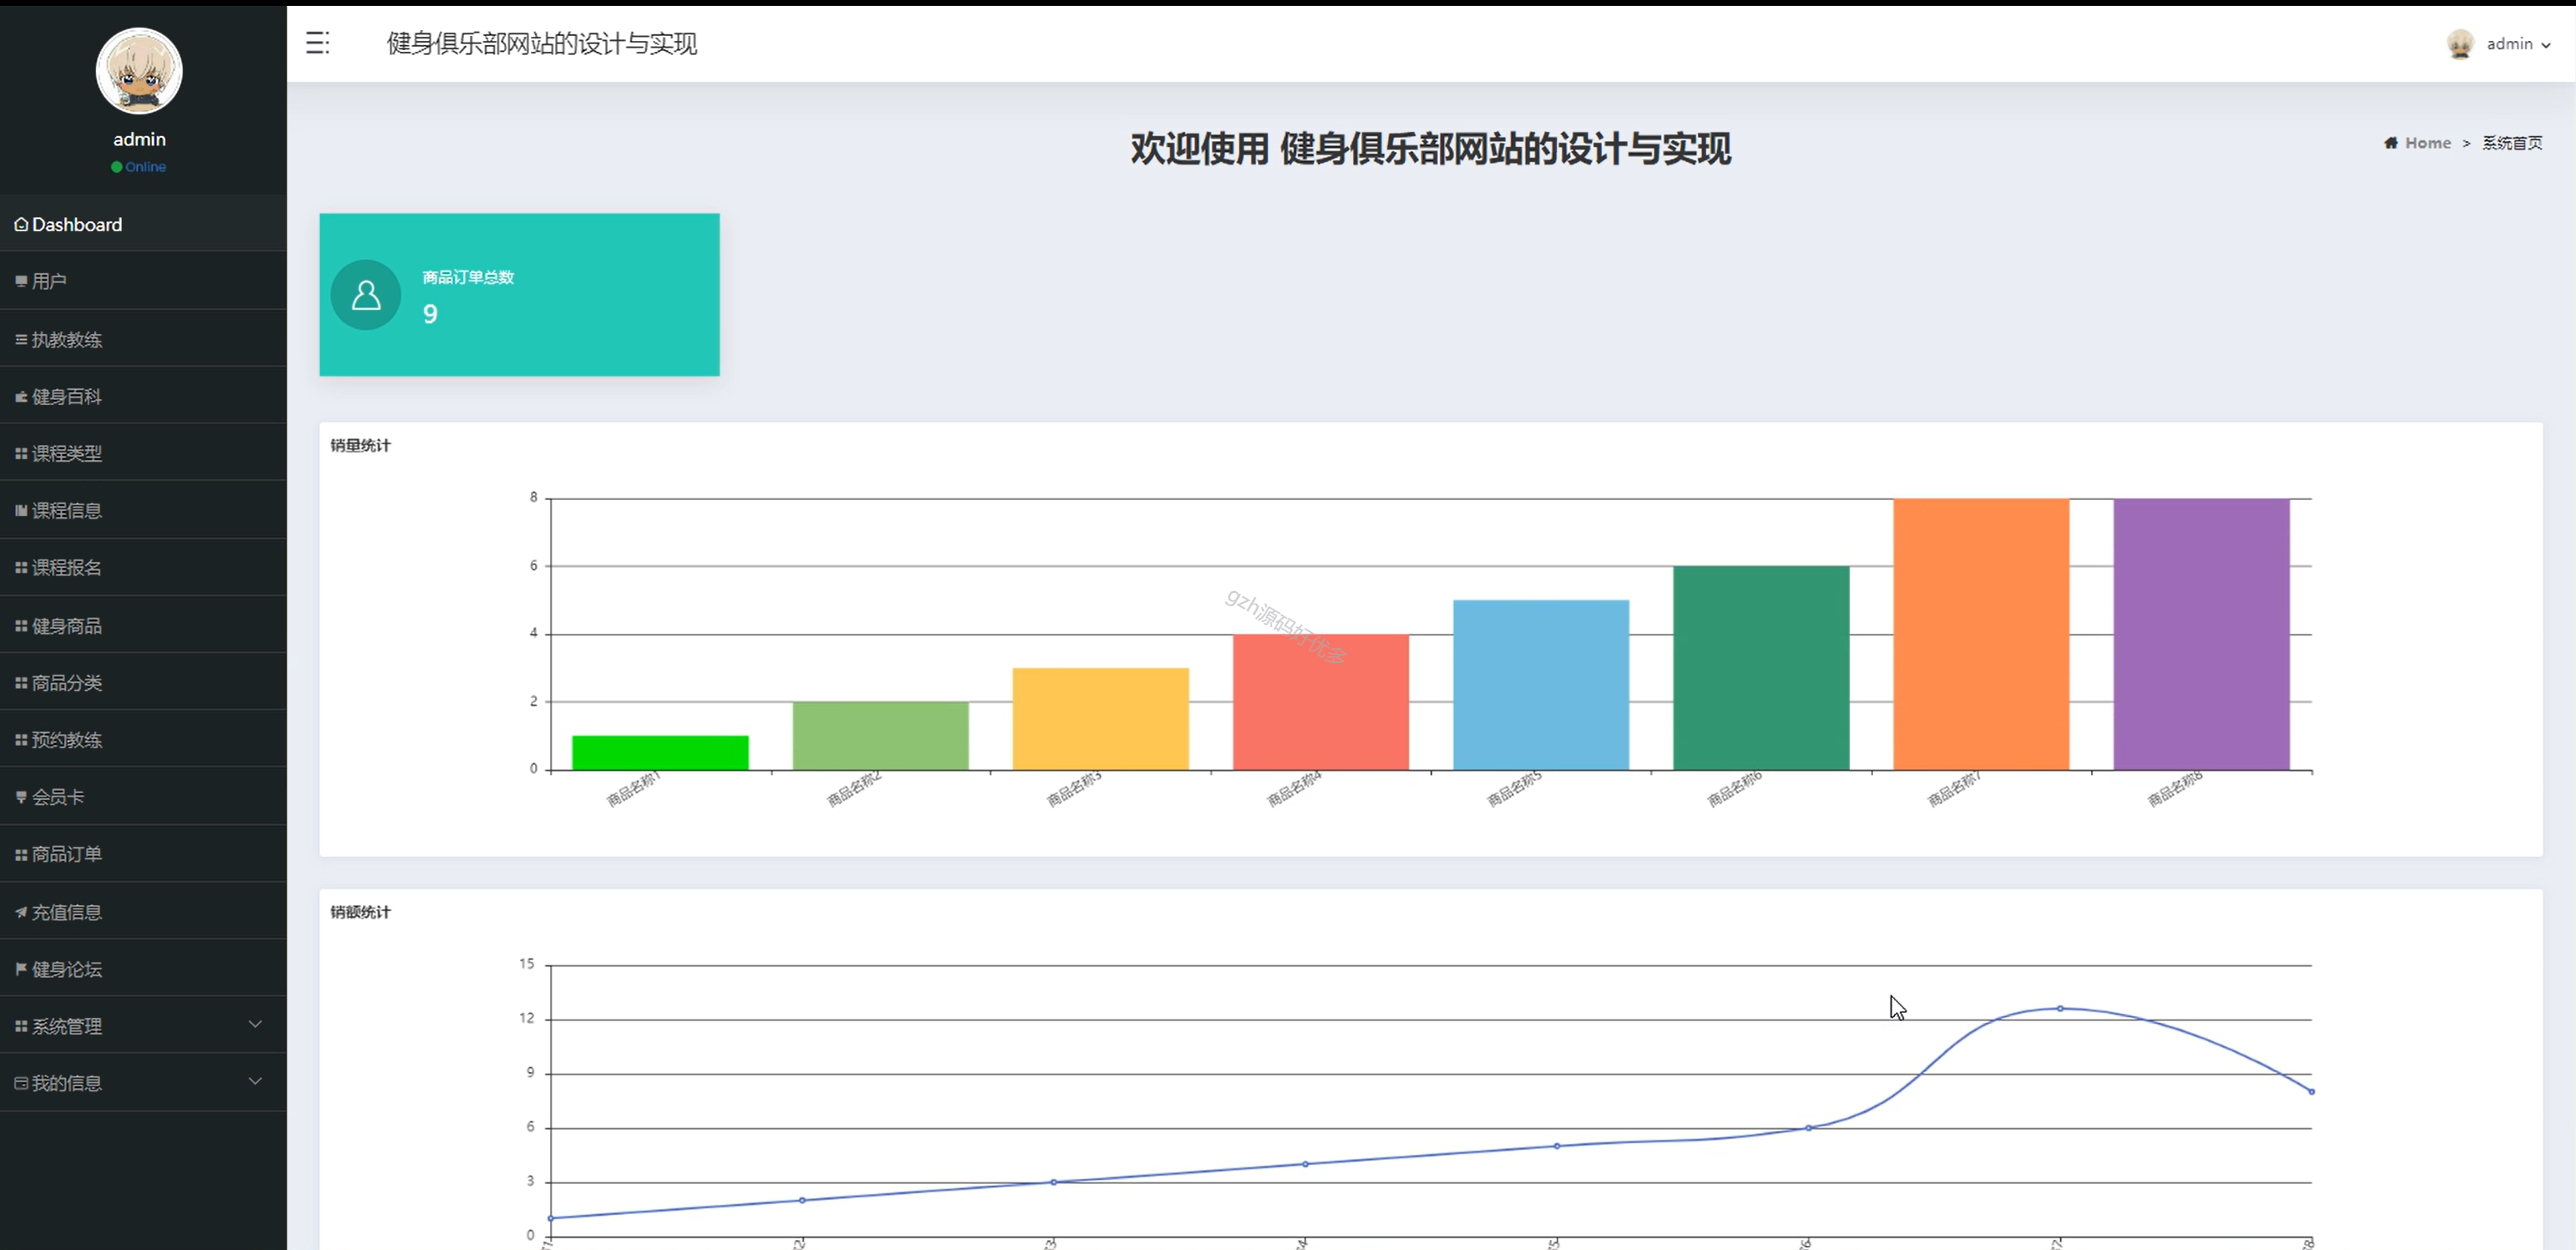 admin
Online
Dashboard
用户
执教教练
健身百科
课程类型
课程信息
课程报名
健身商品
商品分类
预约教练
会员卡
商品订单
充值信息
健身论坛
系统管理
我的信息
健身俱乐部网站的设计与实现
admin
欢迎使用 健身俱乐部网站的设计与实现
Home > 系统首页
商品订单总数
9
销量统计
8
6
4
2
0
商品名称1
商品名称2
商品名称3
商品名称4
商品名称5
商品名称6
商品名称7
商品名称8
gzh源码好优多
销额统计
15
12
9
6
3
0